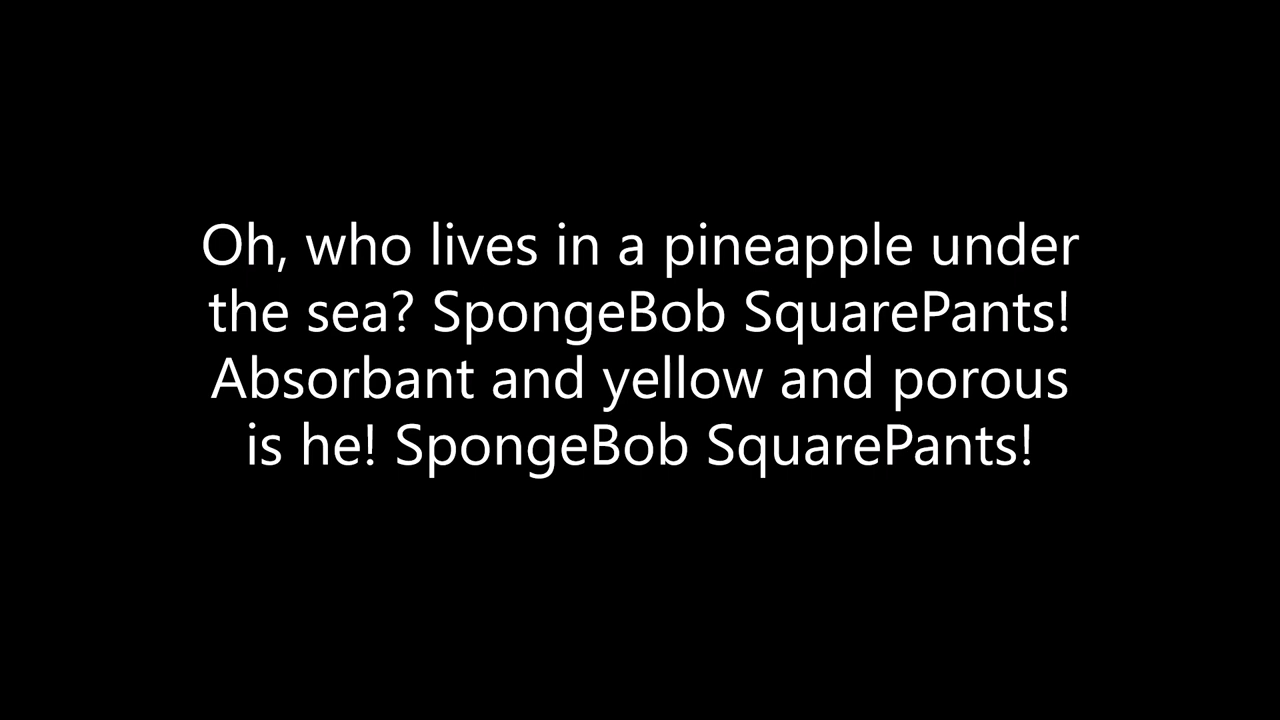 Oh, who lives in a pineapple under
the sea? SpongeBob SquarePants!
Absorbant and yellow and porous
is he! SpongeBob SquarePants!